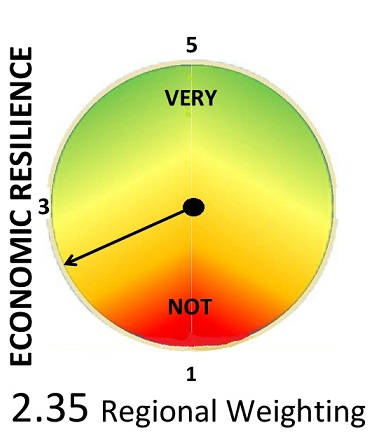 ECONOMIC RESILIENCE
5
VERY
3
NOT
1
2.35 Regional Weighting